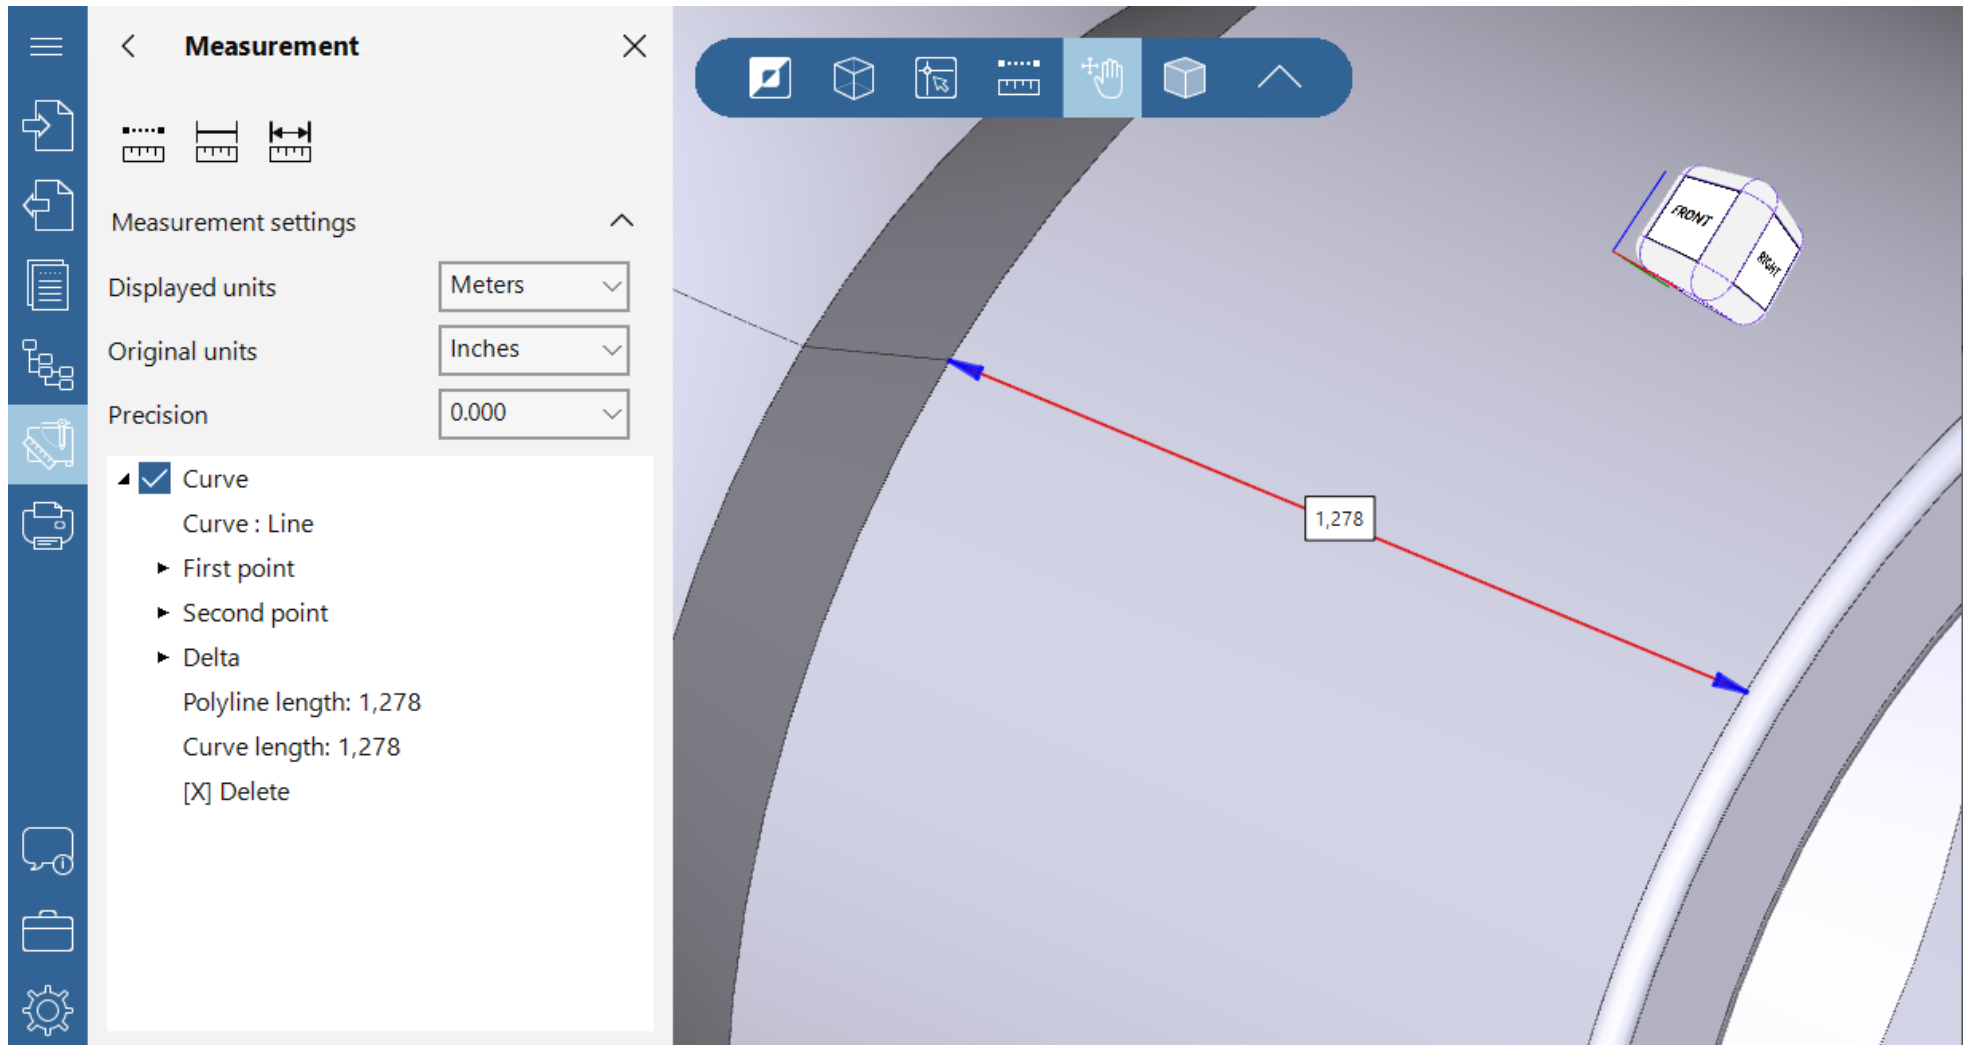 Measurement
Measurement settings
Displayed units Meters
Original units Inches
Precision 0.000
Curve
Curve : Line
First point
Second point
Delta
Polyline length: 1,278
Curve length: 1,278
[X] Delete
FRONT
RIGHT
1,278